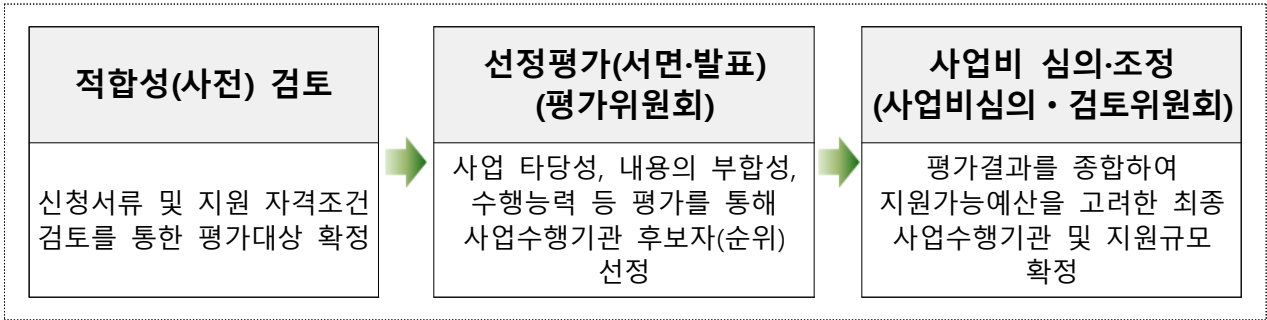 적합성(사전) 검토
신청서류 및 지원 자격조건
검토를 통한 평가대상 확정
선정평가(서면·발표)
(평가위원회)
사업 타당성, 내용의 부합성,
수행능력 등 평가를 통해
사업수행기관 후보자(순위)
선정
사업비 심의·조정
(사업비심의・검토위원회)
평가결과를 종합하여
지원가능예산을 고려한 최종
사업수행기관 및 지원규모
확정